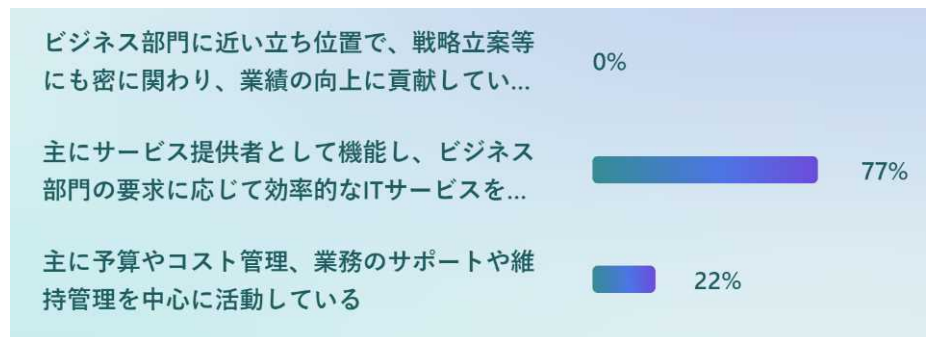 ビジネス部門に近い立ち位置で、戦略立案等
にも密に関わり、業績の向上に貢献してい...
0%
主にサービス提供者として機能し、ビジネス
部門の要求に応じて効率的なITサービスを...
77%
主に予算やコスト管理、業務のサポートや維
持管理を中心に活動している
22%